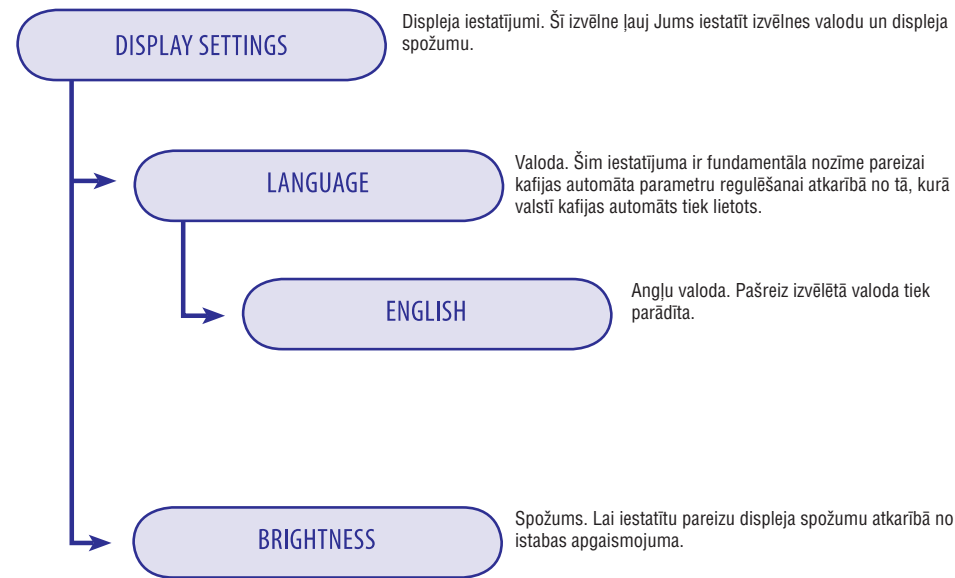 DISPLAY SETTINGS
Displeja iestatījumi. Šī izvēlne ļauj Jums iestatīt izvēlnes valodu un displeja
spožumu.
LANGUAGE
Valoda. Šim iestatījuma ir fundamentāla nozīme pareizai
kafijas automāta parametru regulēšanai atkarībā no tā, kurā
valstī kafijas automāts tiek lietots.
ENGLISH
Angļu valoda. Pašreiz izvēlētā valoda tiek
parādīta.
BRIGHTNESS
Spožums. Lai iestatītu pareizu displeja spožumu atkarībā no
istabas apgaismojuma.